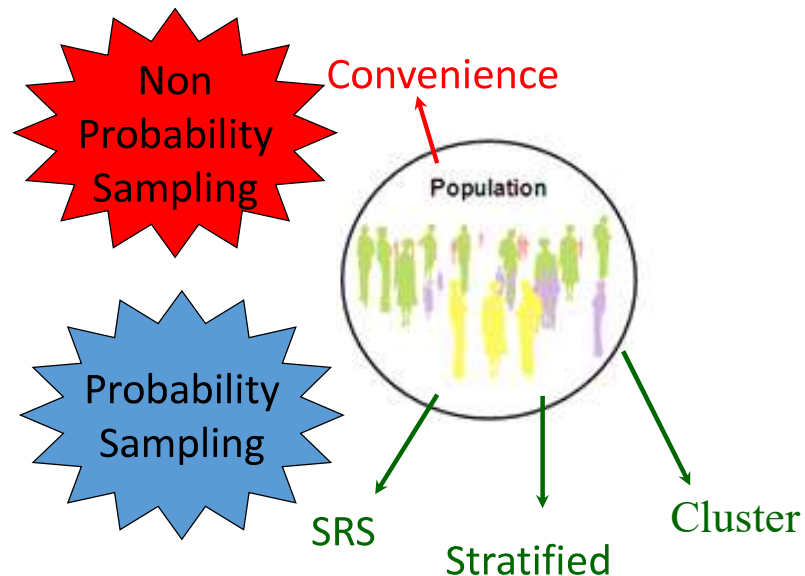 Non
Probability
Sampling
Convenience
Population
Probability
Sampling
SRS
Stratified
Cluster